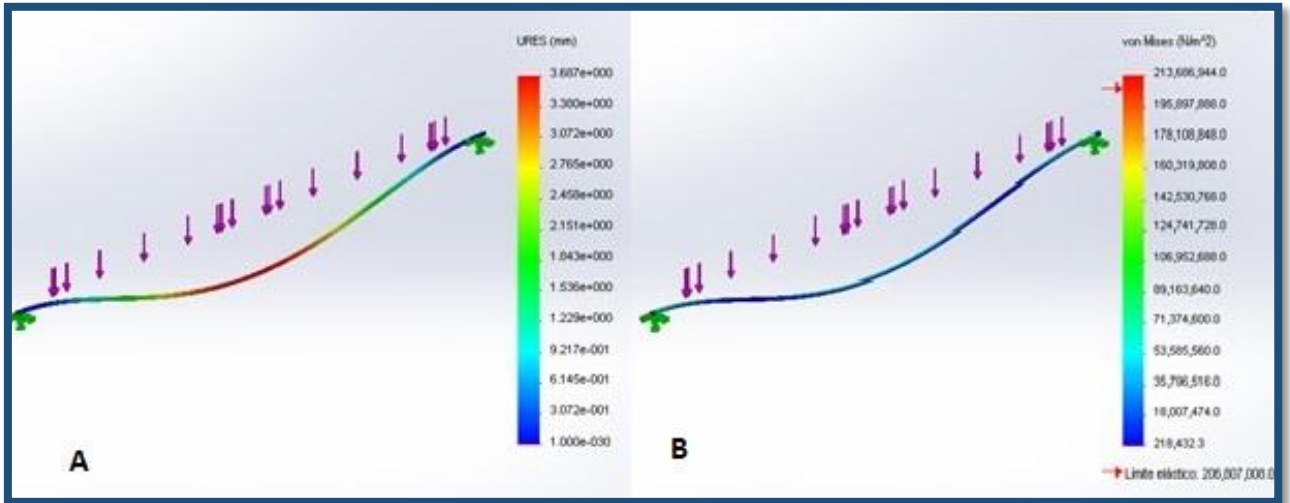 URES (mm)
3.687e+000
3.380e+000
3.072e+000
2.765e+000
2.458e+000
2.151e+000
1.843e+000
1.536e+000
1.229e+000
9.217e-001
6.145e-001
3.072e-001
1.000e-030
A
von Mises (N/m^2)
213,686,944.0
195,897,888.0
178,108,848.0
160,319,808.0
142,530,768.0
124,741,728.0
106,952,688.0
89,163,640.0
71,374,600.0
53,585,560.0
35,796,516.0
18,007,474.0
218,432.3
Límite elástico: 206,807,008.0
B